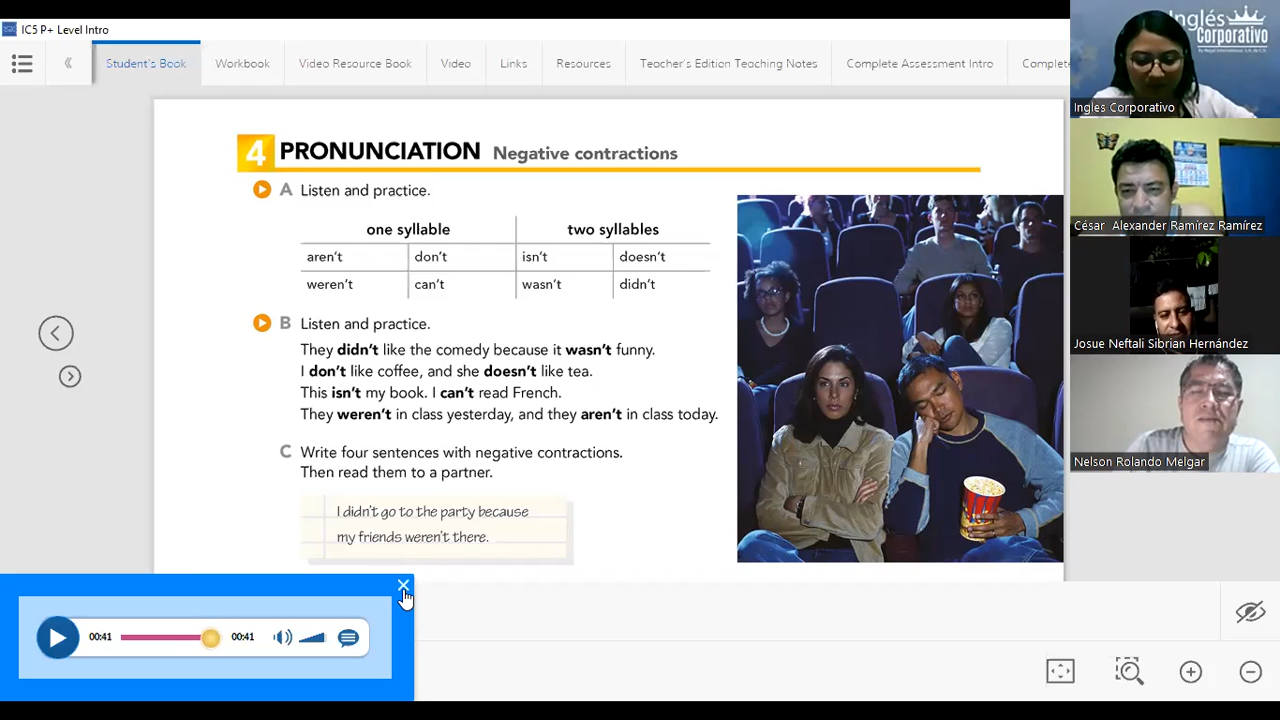 IC5 P+ Level Intro
Student's Book
Workbook
Video Resource Book
Video
Links
Resources
Teacher's Edition Teaching Notes
Complete Assessment Intro
Complete
4 PRONUNCIATION Negative contractions
A Listen and practice.
one syllable two syllables
aren't don't isn't doesn't
weren't can't wasn't didn't
B Listen and practice.
They didn't like the comedy because it wasn't funny.
I don't like coffee, and she doesn't like tea.
This isn't my book. I can't read French.
They weren't in class yesterday, and they aren't in class today.
C Write four sentences with negative contractions.
Then read them to a partner.
I didn't go to the party because
my friends weren't there.
00:41 00:41
Inglés
Corporativo
Ingles Corporativo
César Alexander Ramírez Ramírez
Josue Neftali Sibrian Hernández
Nelson Rolando Melgar